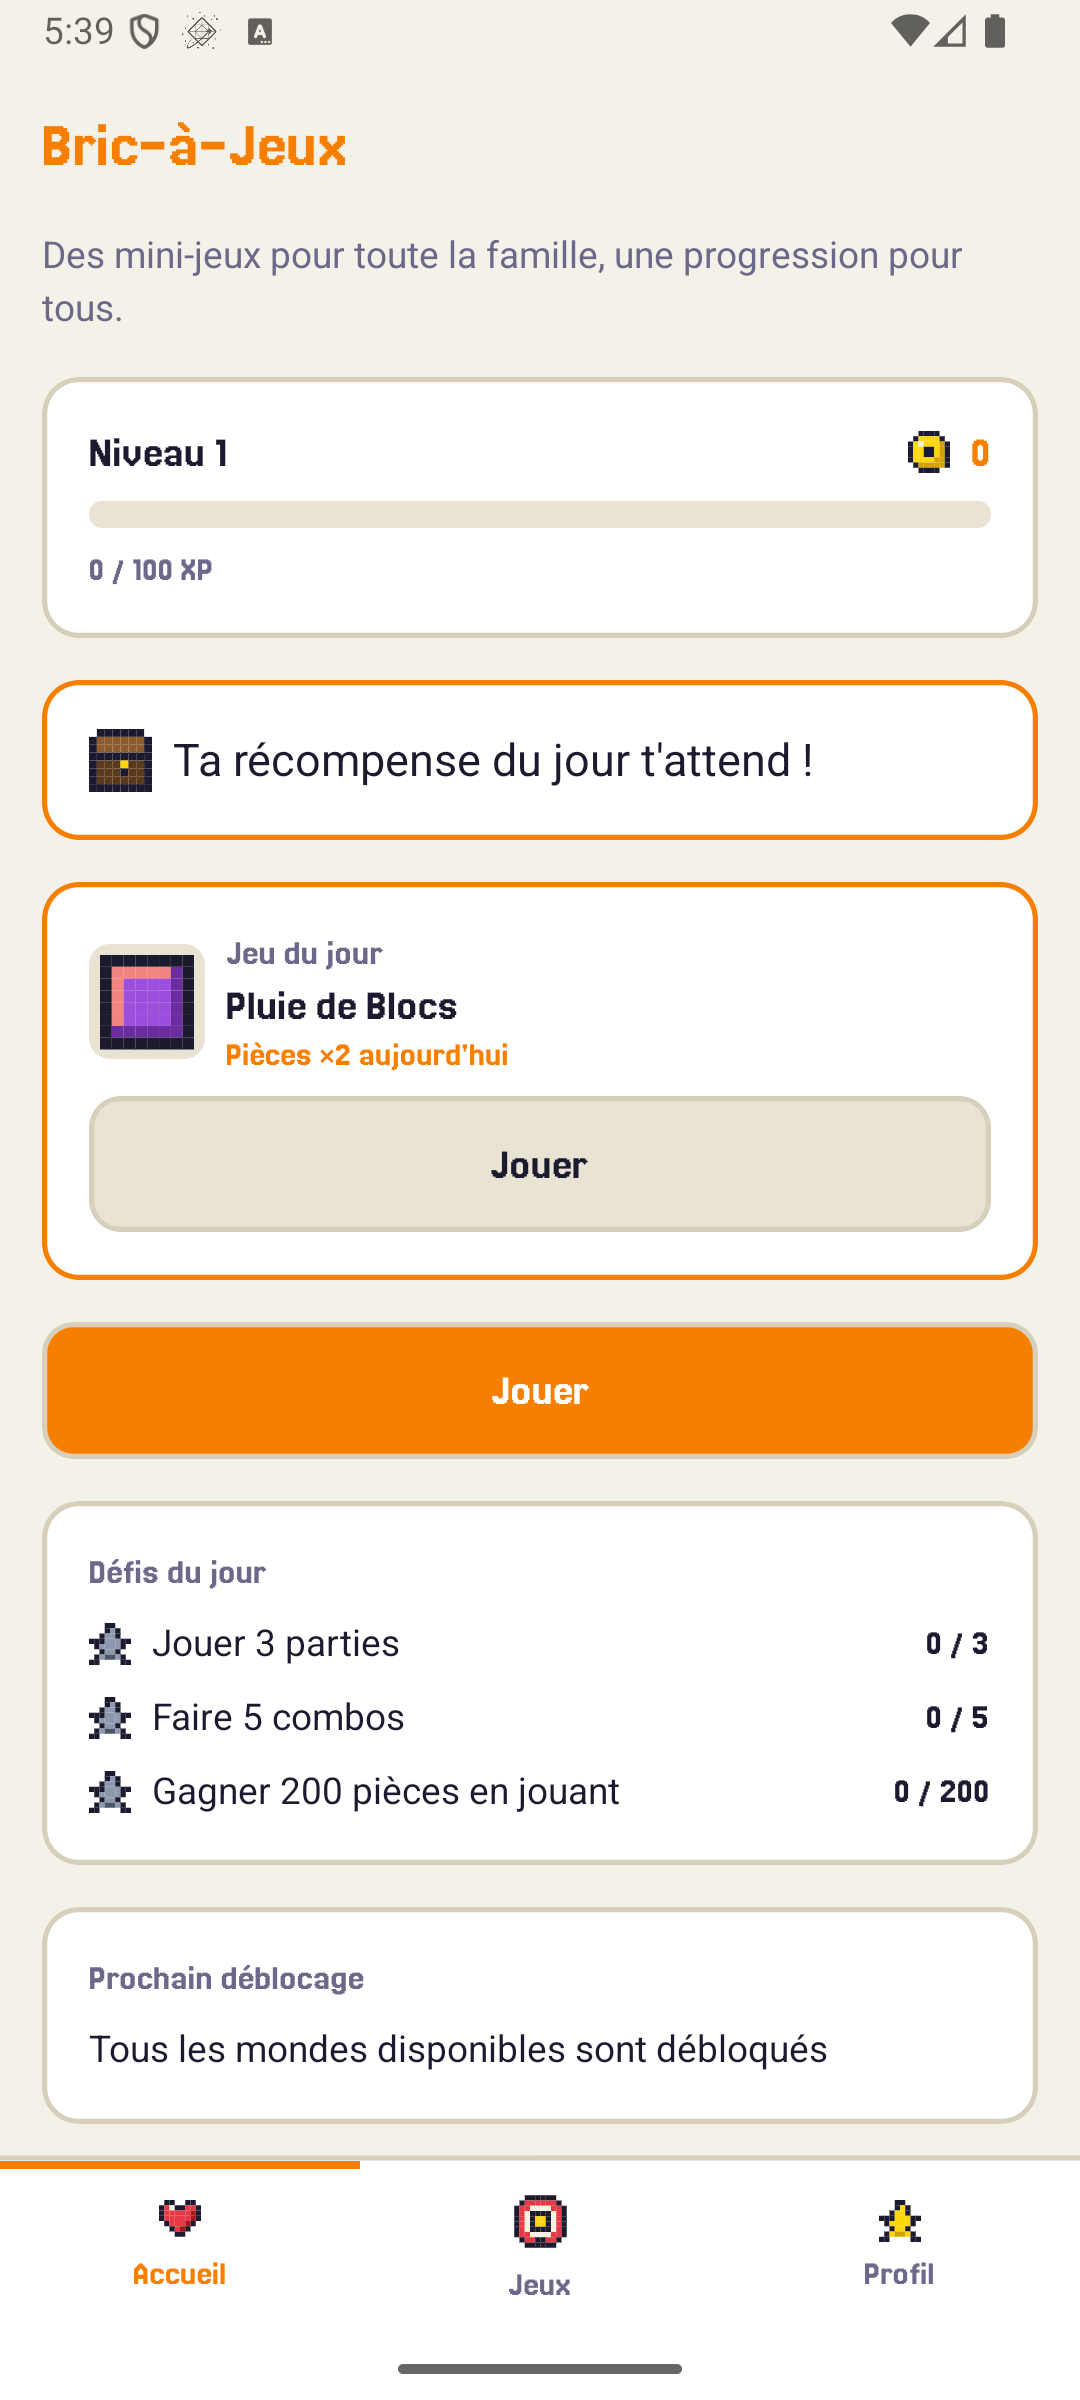 5:39
Bric-à-Jeux
Des mini-jeux pour toute la famille, une progression pour
tous.
Niveau 1
0
0 / 100 XP
Ta récompense du jour t'attend !
Jeu du jour
Pluie de Blocs
Pièces ×2 aujourd'hui
Jouer
Jouer
Défis du jour
Jouer 3 parties
0 / 3
Faire 5 combos
0 / 5
Gagner 200 pièces en jouant
0 / 200
Prochain déblocage
Tous les mondes disponibles sont débloqués
Accueil
Jeux
Profil